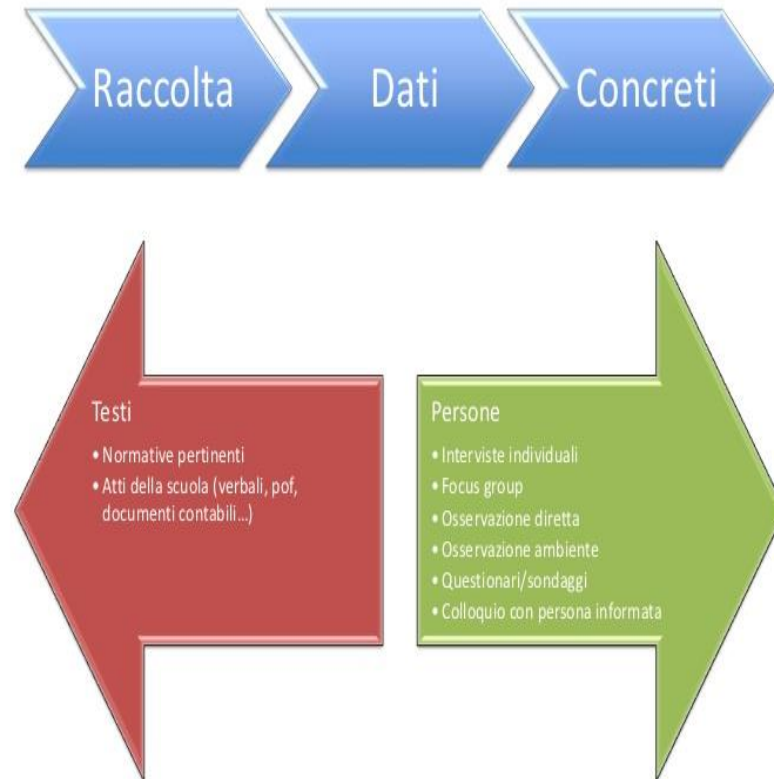 Raccolta
Dati
Concreti
Testi
• Normative pertinenti
• Atti della scuola (verbali, pof,
documenti contabili...)
Persone
• Interviste individuali
• Focus group
• Osservazione diretta
• Osservazione ambiente
• Questionari/sondaggi
• Colloquio con persona informata